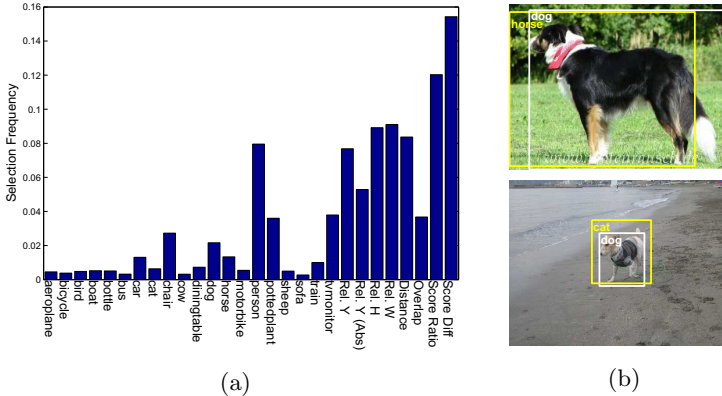 0.16
0.14
0.12
0.1
0.08
0.06
0.04
0.02
0
Selection Frequency
aeroplane
bicycle
bird
boat
bottle
bus
car
cat
chair
cow
diningtable
dog
horse
motorbike
person
pottedplant
sheep
sofa
train
tvmonitor
Rel. Y
Rel. Y (Abs)
Rel. H
Rel. W
Distance
Overlap
Score Ratio
Score Diff
(a)
dog
horse
cat
dog
(b)